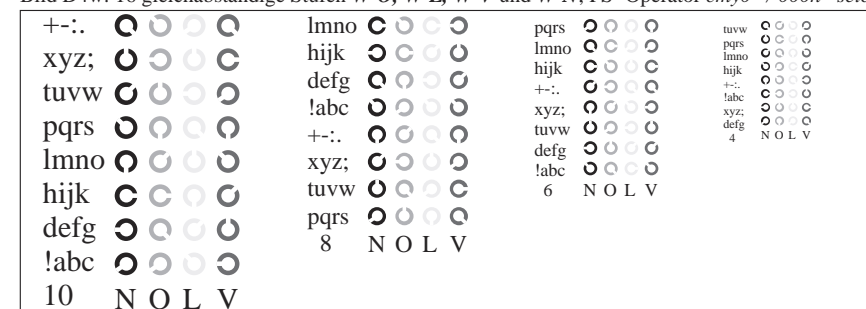 +-:.
xyz;
tuvw
pqrs
lmno
hijk
defg
!abc
10 N O L V
lmno
hijk
defg
!abc
+-:.
xyz;
tuvw
pqrs
8 N O L V
pqrs
lmno
hijk
+-:.
xyz;
tuvw
defg
!abc
6 N O L V
tuvw
pqrs
lmno
hijk
+-:.
!abc
xyz;
defg
4 N O L V